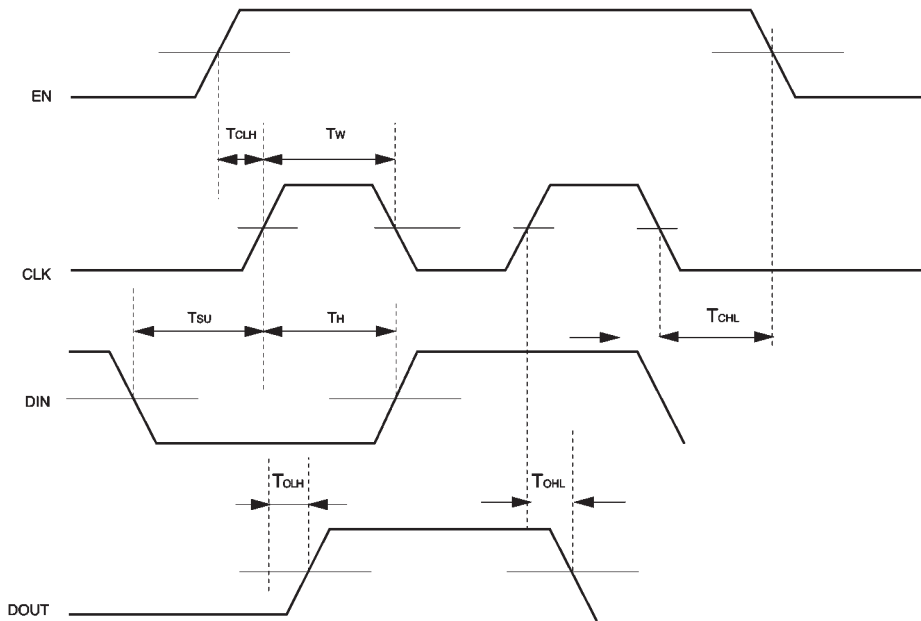 EN
TCLH
TW
CLK
TSU
TH
TCHL
DIN
TOLH
TOHL
DOUT